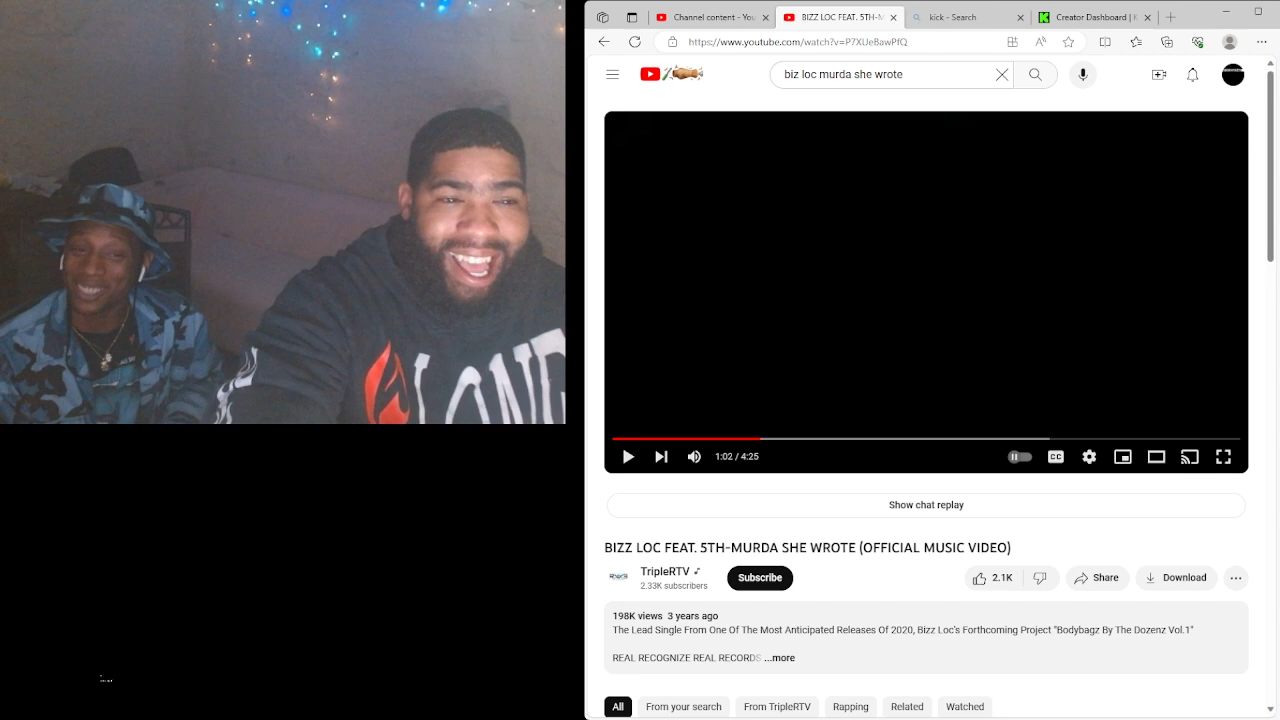 Channel content - You
BIZZ LOC FEAT. 5TH-M
kick - Search
Creator Dashboard | K
https://www.youtube.com/watch?v=P7XUeBawPfQ
biz loc murda she wrote
LOND
1:02 / 4:25
CC
Show chat replay
BIZZ LOC FEAT. 5TH-MURDA SHE WROTE (OFFICIAL MUSIC VIDEO)
TripleRTV
2.33K subscribers
Subscribe
2.1K
Share
Download
198K views 3 years ago
The Lead Single From One Of The Most Anticipated Releases Of 2020, Bizz Loc's Forthcoming Project "Bodybagz By The Dozenz Vol.1"
REAL RECOGNIZE REAL RECORDS ...more
All
From your search
From TripleRTV
Rapping
Related
Watched